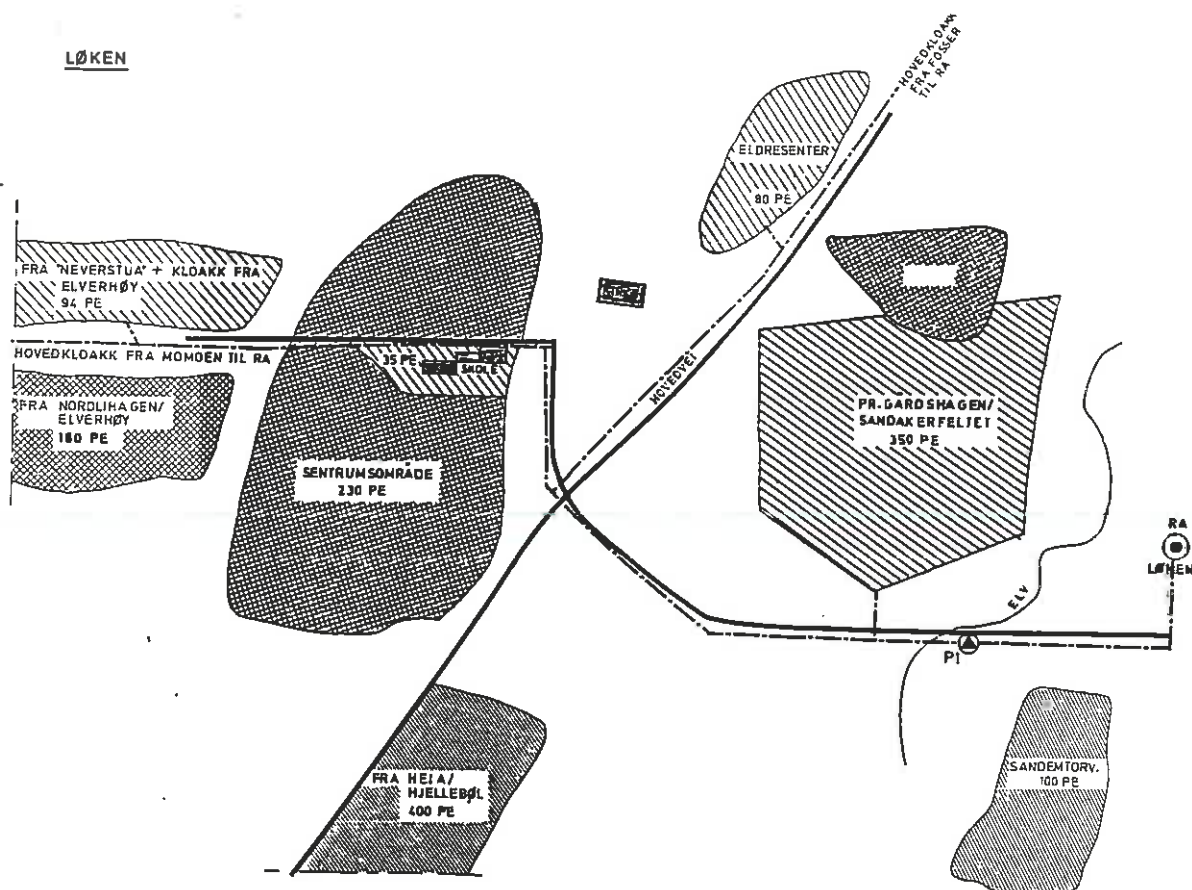 LØKEN
HOVEDKLOAKK
FRA FOSSER
TIL RA
ELDRESENTER
80 PE
FRA "NEVERSTUA" + KLOAKK FRA
ELVERHØY
94 PE
HOVEDKLOAKK FRA MOMOEN TIL RA
35 PE
SKOLE
HOVEDVEI
FRA NORDLIHAGEN/
ELVERHØY
160 PE
PR.GARDSHAGEN/
SANDAKERFELTET
350 PE
SENTRUMSOMRÅDE
230 PE
RA
LØKEN
ELV
P1
FRA HELA/
HJELLEBØL
400 PE
SANDEMTORV.
100 PE